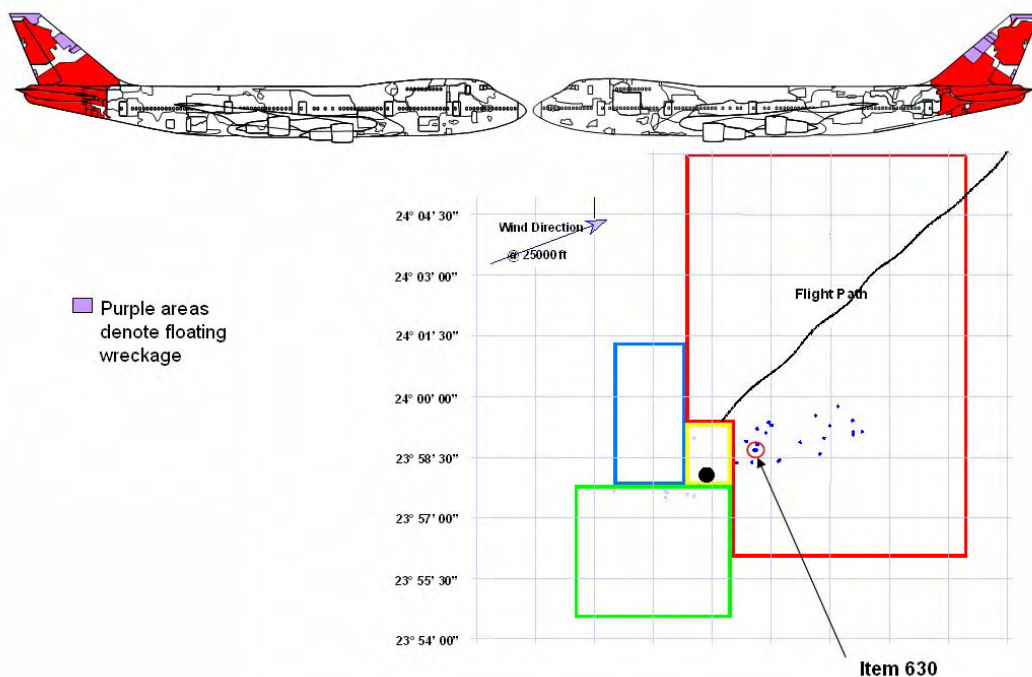 24° 04' 30"
Wind Direction
@ 25000 ft
24° 03' 00"
Flight Path
Purple areas
denote floating
wreckage
24° 01' 30"
24° 00' 00"
23° 58' 30"
23° 57' 00"
23° 55' 30"
23° 54' 00"
Item 630